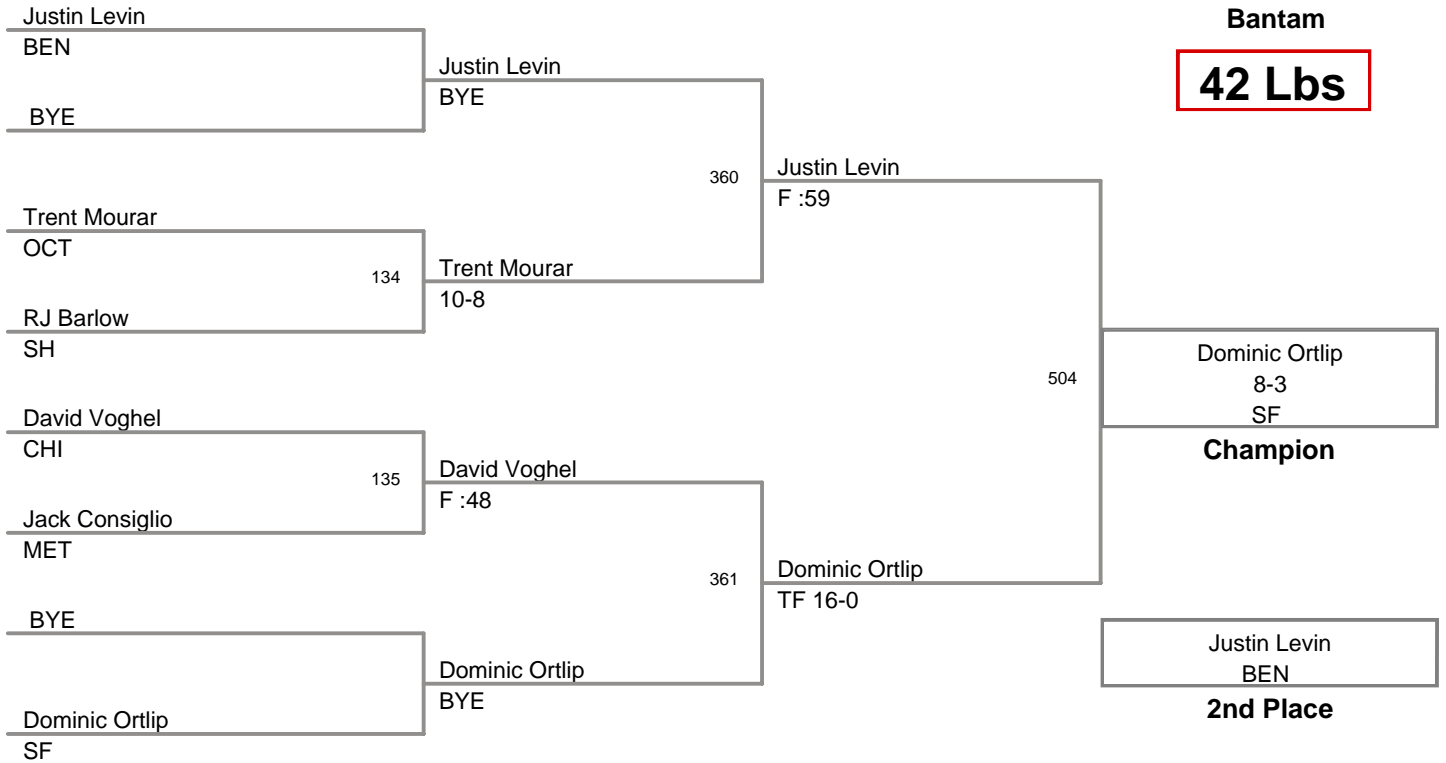 Justin Levin
BEN
BYE
Trent Mourar
OCT
134
RJ Barlow
SH
David Voghel
CHI
135
Jack Consiglio
MET
BYE
Dominic Ortlip
SF
Justin Levin
BYE
360
Trent Mourar
10-8
David Voghel
F :48
361
Dominic Ortlip
BYE
Justin Levin
F :59
504
Dominic Ortlip
TF 16-0
Bantam
42 Lbs
Dominic Ortlip
8-3
SF
Champion
Justin Levin
BEN
2nd Place